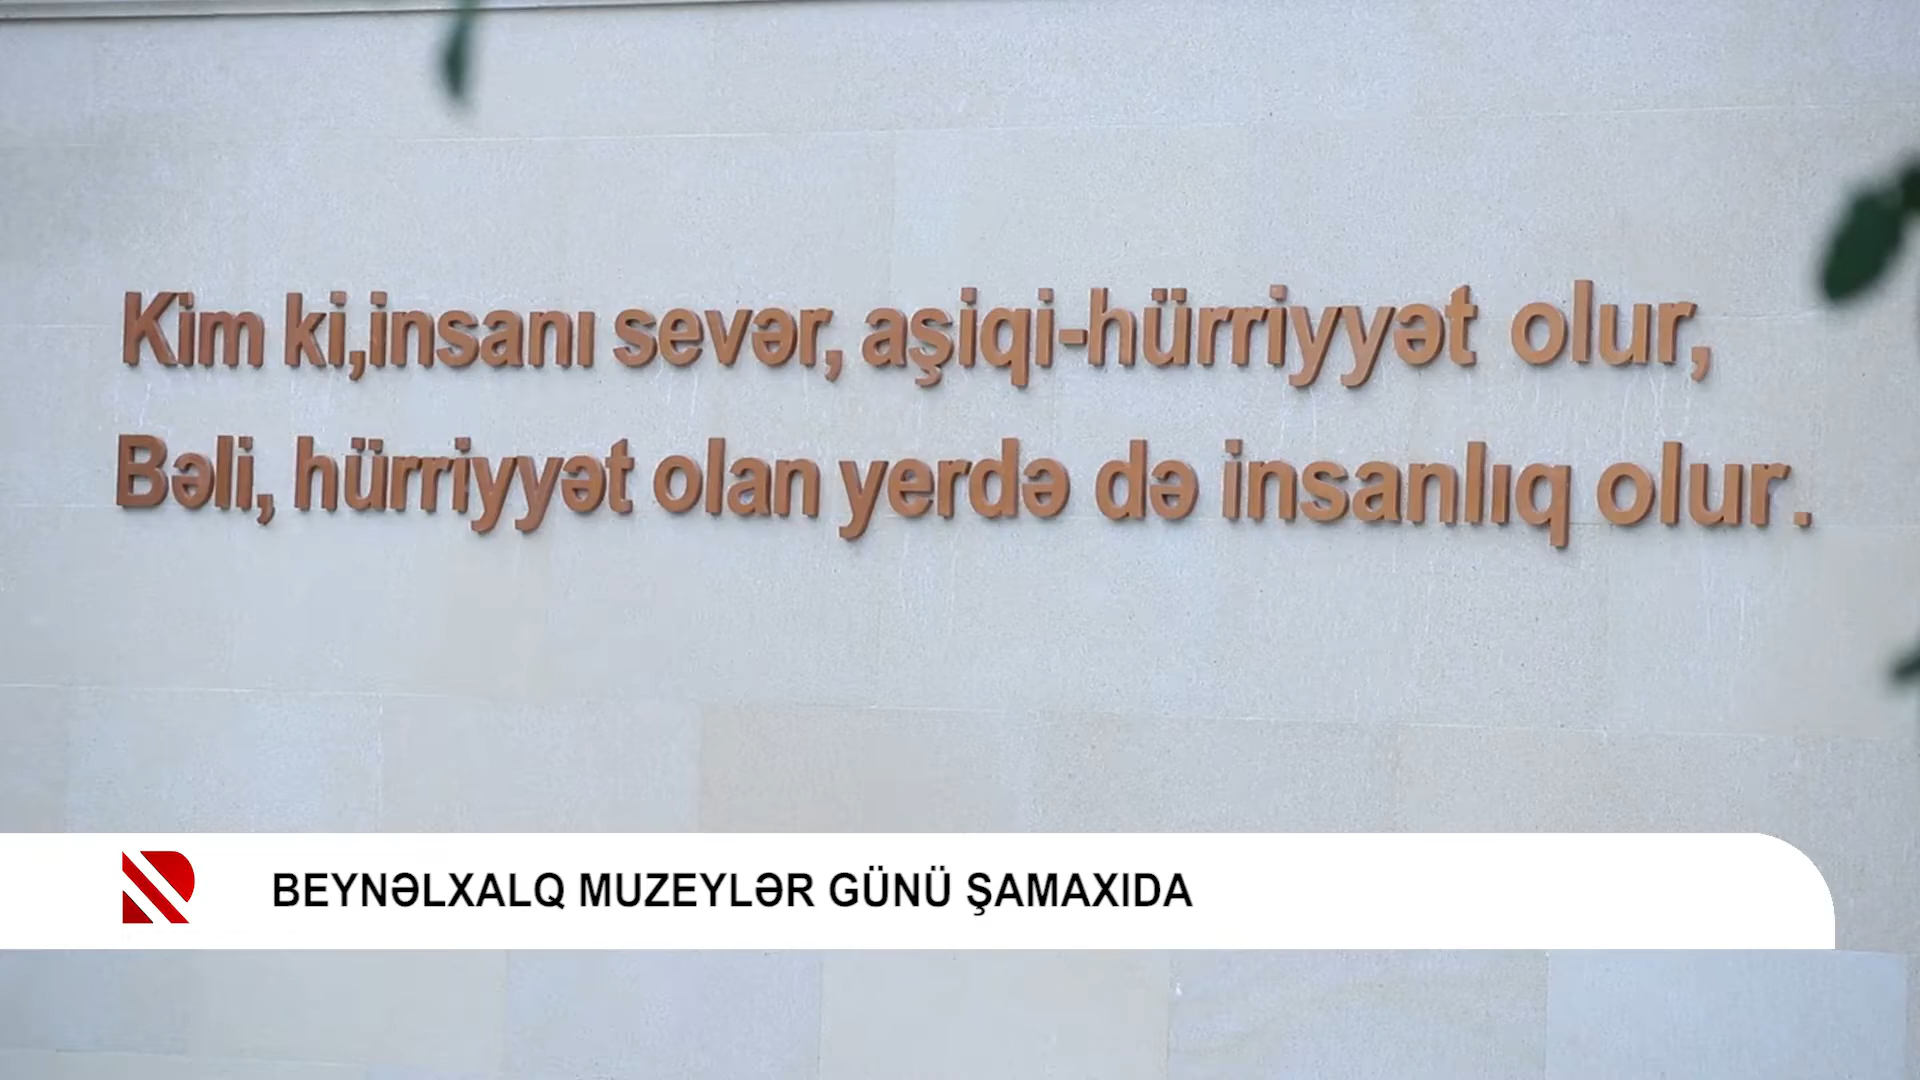 Kim ki,insanı sevər, aşiqi-hürriyyət olur,
Bəli, hürriyyət olan yerdə də insanlıq olur.
BEYNƏLXALQ MUZEYLƏR GÜNÜ ŞAMAXIDA